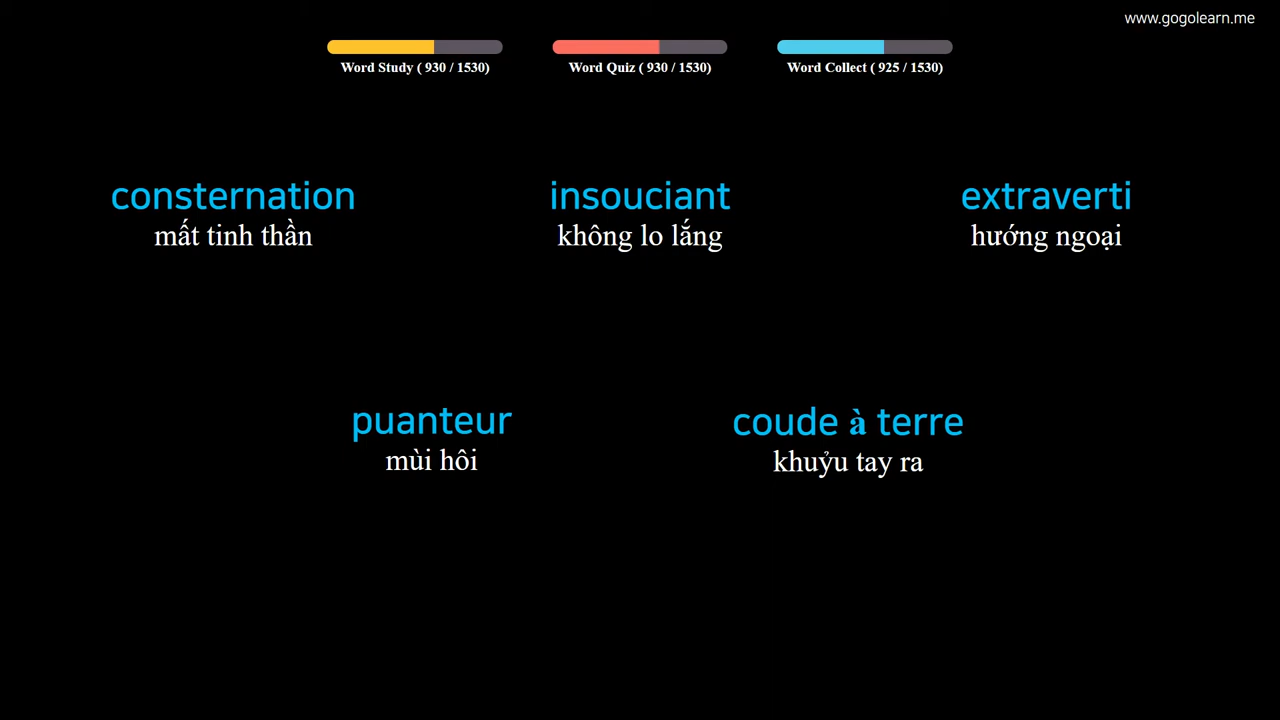 www.gogolearn.me
Word Study ( 930 / 1530)
Word Quiz ( 930 / 1530)
Word Collect ( 925 / 1530)
consternation
mất tinh thần
insouciant
không lo lắng
extraverti
hướng ngoại
puanteur
mùi hôi
coude à terre
khuỷu tay ra